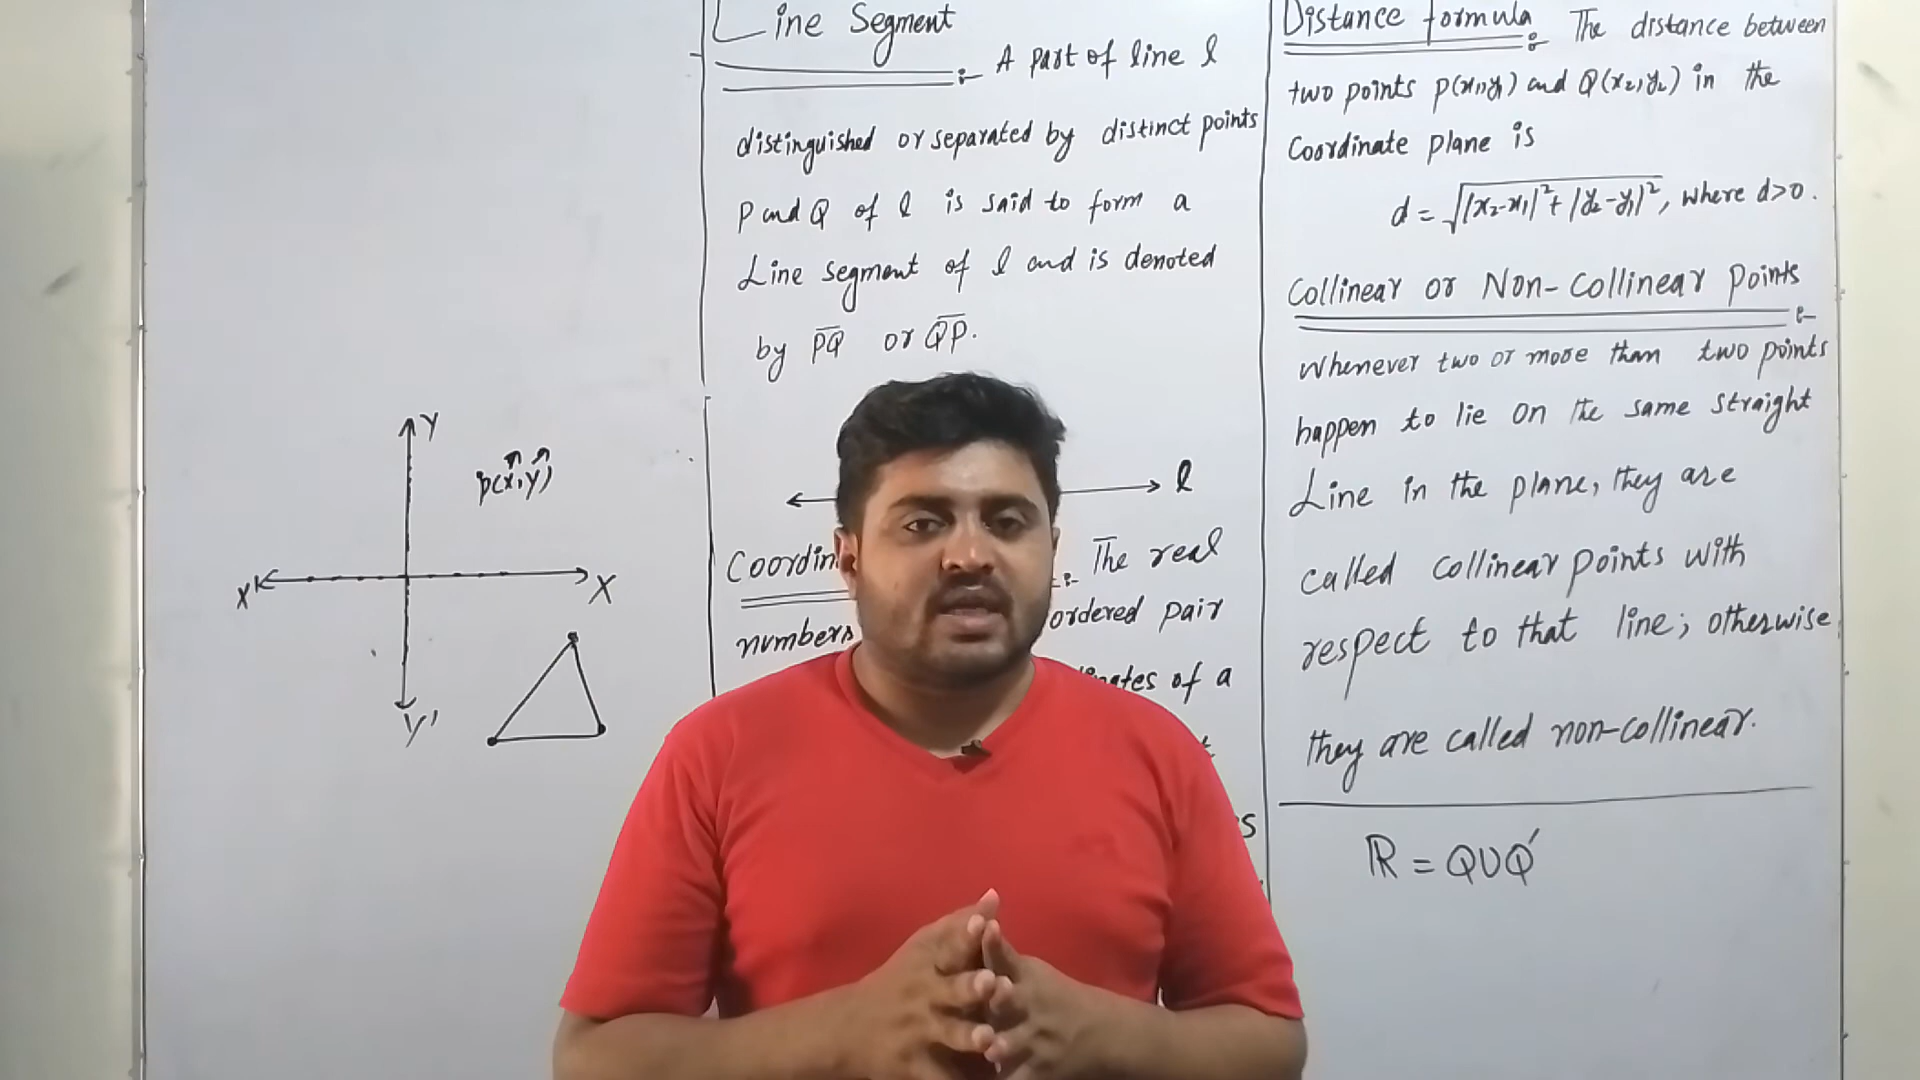 Line Segment
:- A part of line l
distinguished or separated by distinct points
P and Q of l is said to form a
Line segment of l and is denoted
by P̅Q̅ or Q̅P̅.
l
:- The real
numbers ordered pair
of a
Distance formula :- The distance between
two points P(x₁,y₁) and Q(x₂,y₂) in the
Coordinate plane is
d = √|x₂-x₁|² + |y₂-y₁|², where d>0.
Collinear or Non-Collinear Points :-
Whenever two or more than two points
happen to lie on the same straight
Line in the plane, they are
called collinear points with
respect to that line; otherwise
they are called non-collinear.
ℝ = QUQ'
Y
P(x,y)
X' X
Y'